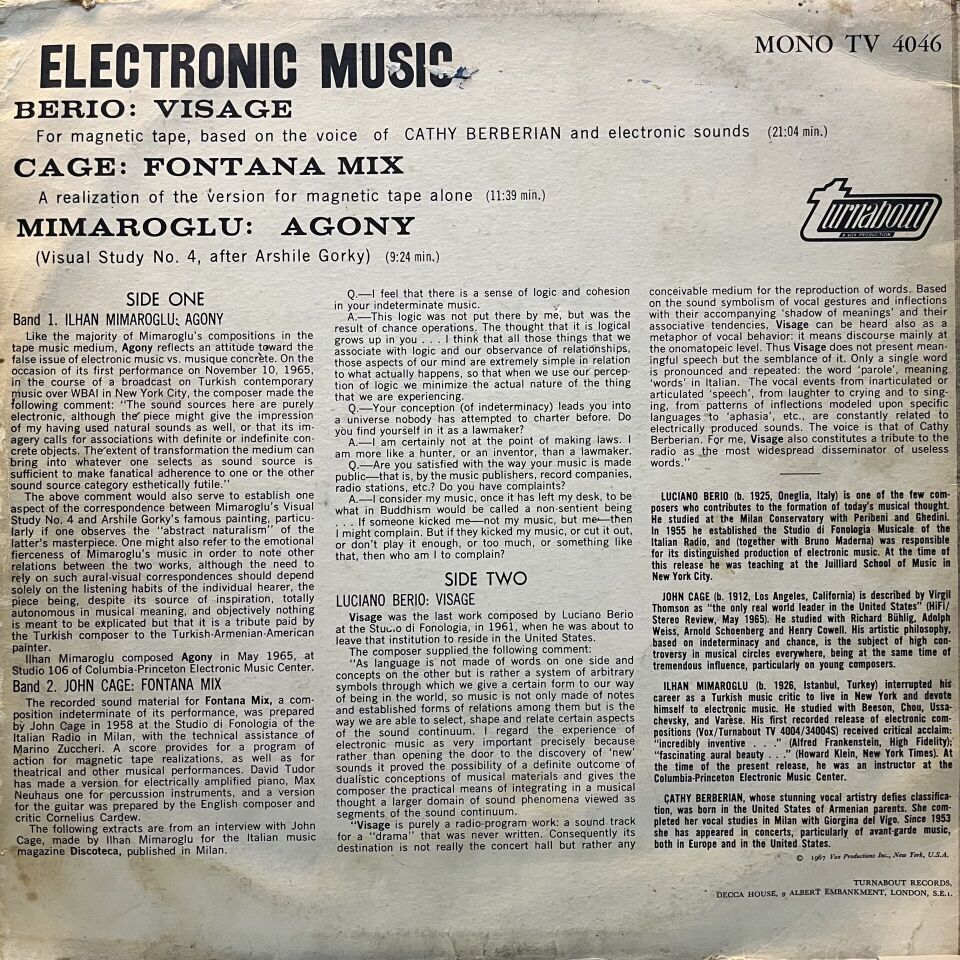 ELECTRONIC MUSIC
MONO TV 4046
BERIO: VISAGE
For magnetic tape, based on the voice of CATHY BERBERIAN and electronic sounds (21:04 min.)
CAGE: FONTANA MIX
A realization of the version for magnetic tape alone (11:39 min.)
MIMAROGLU: AGONY
(Visual Study No. 4, after Arshile Gorky) (9:24 min.)
turnabout
A VOX PRODUCTION
SIDE ONE
Band 1. ILHAN MIMAROGLU: AGONY
Like the majority of Mimaroglu's compositions in the
tape music medium, Agony reflects an attitude toward the
false issue of electronic music vs. musique concrète. On the
occasion of its first performance on November 10, 1965,
in the course of a broadcast on Turkish contemporary
music over WBAI in New York City, the composer made the
following comment: "The sound sources here are purely
electronic, although the piece might give the impression
of my having used natural sounds as well, or that its im-
agery calls for associations with definite or indefinite con-
crete objects. The extent of transformation the medium can
bring into whatever one selects as sound source is
sufficient to make fanatical adherence to one or the other
sound source category esthetically futile."
The above comment would also serve to establish one
aspect of the correspondence between Mimaroglu's Visual
Study No. 4 and Arshile Gorky's famous painting, particu-
larly if one observes the "abstract naturalism" of the
latter's masterpiece. One might also refer to the emotional
fierceness of Mimaroglu's music in order to note other
relations between the two works, although the need to
rely on such aural-visual correspondences should depend
solely on the listening habits of the individual hearer, the
piece being, despite its source of inspiration, totally
autonomous in musical meaning, and objectively nothing
is meant to be explicated but that it is a tribute paid by
the Turkish composer to the Turkish-Armenian-American
painter.
Ilhan Mimaroglu composed Agony in May 1965, at
Studio 106 of Columbia-Princeton Electronic Music Center.
Band 2. JOHN CAGE: FONTANA MIX
The recorded sound material for Fontana Mix, a com-
position indeterminate of its performance, was prepared
by John Cage in 1958 at the Studio di Fonologia of the
Italian Radio in Milan, with the technical assistance of
Marino Zuccheri. A score provides for a program of
action for magnetic tape realizations, as well as for
theatrical and other musical performances. David Tudor
has made a version for electrically amplified piano, Max
Neuhaus one for percussion instruments, and a version
for the guitar was prepared by the English composer and
critic Cornelius Cardew.
The following extracts are from an interview with John
Cage, made by Ilhan Mimaroglu for the Italian music
magazine Discoteca, published in Milan.
Q.—I feel that there is a sense of logic and cohesion
in your indeterminate music.
A.—This logic was not put there by me, but was the
result of chance operations. The thought that it is logical
grows up in you . . . I think that all those things that we
associate with logic and our observance of relationships,
those aspects of our mind are extremely simple in relation
to what actually happens, so that when we use our percep-
tion of logic we minimize the actual nature of the thing
that we are experiencing.
Q.—Your conception (of indeterminacy) leads you into
a universe nobody has attempted to charter before. Do
you find yourself in it as a lawmaker?
A.—I am certainly not at the point of making laws. I
am more like a hunter, or an inventor, than a lawmaker.
Q.—Are you satisfied with the way your music is made
public—that is, by the music publishers, record companies,
radio stations, etc.? Do you have complaints?
A.—I consider my music, once it has left my desk, to be
what in Buddhism would be called a non-sentient being
. . . If someone kicked me—not my music, but me—then
I might complain. But if they kicked my music, or cut it out,
or don't play it enough, or too much, or something like
that, then who am I to complain?
SIDE TWO
LUCIANO BERIO: VISAGE
Visage was the last work composed by Luciano Berio
at the Studio di Fonologia, in 1961, when he was about to
leave that institution to reside in the United States.
The composer supplied the following comment:
"As language is not made of words on one side and
concepts on the other but is rather a system of arbitrary
symbols through which we give a certain form to our way
of being in the world, so music is not only made of notes
and established forms of relations among them but is the
way we are able to select, shape and relate certain aspects
of the sound continuum. I regard the experience of
electronic music as very important precisely because
rather than opening the door to the discovery of 'new'
sounds it proved the possibility of a definite outcome of
dualistic conceptions of musical materials and gives the
composer the practical means of integrating in a musical
thought a larger domain of sound phenomena viewed as
segments of the sound continuum.
"Visage is purely a radio-program work: a sound track
for a "drama" that was never written. Consequently its
destination is not really the concert hall but rather any
conceivable medium for the reproduction of words. Based
on the sound symbolism of vocal gestures and inflections
with their accompanying 'shadow of meanings' and their
associative tendencies, Visage can be heard also as a
metaphor of vocal behavior: it means discourse mainly at
the onomatopoeic level. Thus Visage does not present mean-
ingful speech but the semblance of it. Only a single word
is pronounced and repeated: the word 'parole', meaning
'words' in Italian. The vocal events from inarticulated or
articulated 'speech', from laughter to crying and to sing-
ing, from patterns of inflections modeled upon specific
languages to 'aphasia', etc., are constantly related to
electrically produced sounds. The voice is that of Cathy
Berberian. For me, Visage also constitutes a tribute to the
radio as the most widespread disseminator of useless
words."
LUCIANO BERIO (b. 1925, Oneglia, Italy) is one of the few com-
posers who contributes to the formation of today's musical thought.
He studied at the Milan Conservatory with Peribeni and Ghedini.
In 1955 he established the Studio di Fonologia Musicale of the
Italian Radio, and (together with Bruno Maderna) was responsible
for its distinguished production of electronic music. At the time of
this release he was teaching at the Juilliard School of Music in
New York City.
JOHN CAGE (b. 1912, Los Angeles, California) is described by Virgil
Thomson as "the only real world leader in the United States" (HiFi/
Stereo Review, May 1965). He studied with Richard Bühlig, Adolph
Weiss, Arnold Schoenberg and Henry Cowell. His artistic philosophy,
based on indeterminacy and chance, is the subject of high con-
troversy in musical circles everywhere, being at the same time of
tremendous influence, particularly on young composers.
ILHAN MIMAROGLU (b. 1926, Istanbul, Turkey) interrupted his
career as a Turkish music critic to live in New York and devote
himself to electronic music. He studied with Beeson, Chou, Ussa-
chevsky, and Varèse. His first recorded release of electronic com-
positions (Vox/Turnabout TV 4004/34004S) received critical acclaim:
"incredibly inventive . . . ." (Alfred Frankenstein, High Fidelity);
"fascinating aural beauty . . . ." (Howard Klein, New York Times). At
the time of the present release, he was an instructor at the
Columbia-Princeton Electronic Music Center.
CATHY BERBERIAN, whose stunning vocal artistry defies classifica-
tion, was born in the United States of Armenian parents. She com-
pleted her vocal studies in Milan with Giorgina del Vigo. Since 1953
she has appeared in concerts, particularly of avant-garde music,
both in Europe and in the United States.
© 1967 Vox Productions Inc., New York, U.S.A.
TURNABOUT RECORDS,
DECCA HOUSE, 9 ALBERT EMBANKMENT, LONDON, S.E.1.